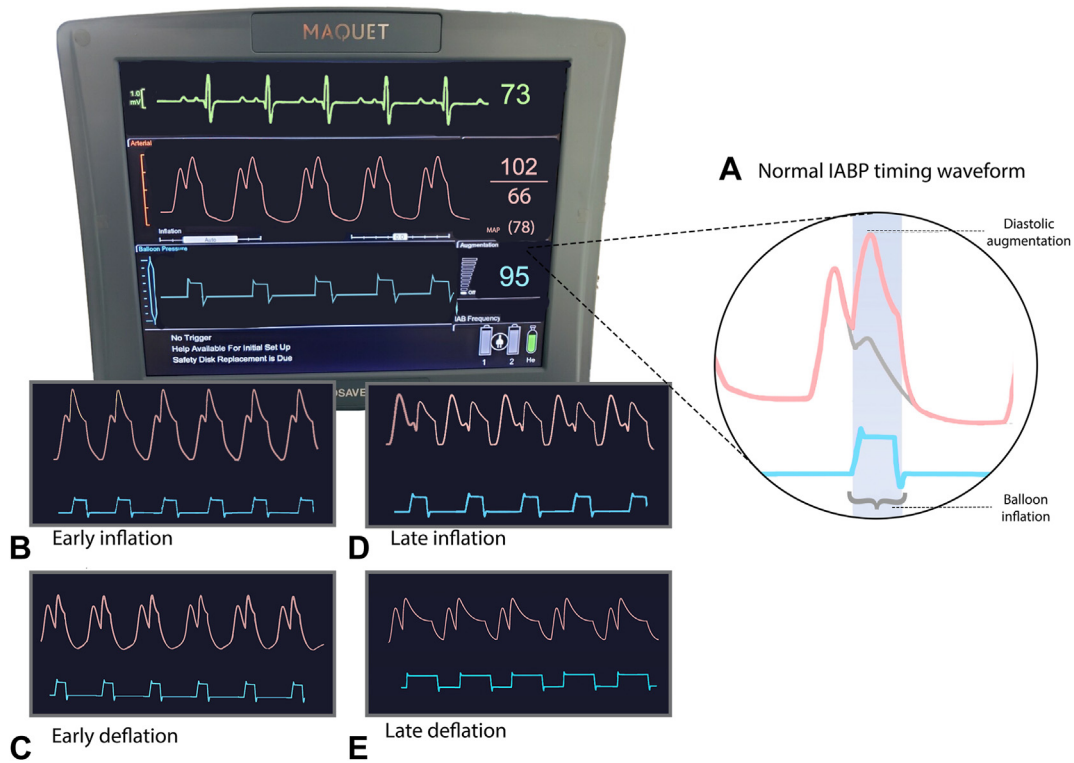 MAQUET
1.0
mV
73
Arterial
102
66
MAP (78)
Inflation
Auto
Balloon Pressure
Augmentation
95
Off
IAB Frequency
No Trigger
Help Available For Initial Set Up
Safety Disk Replacement is Due
1 2 He
A Normal IABP timing waveform
Diastolic
augmentation
Balloon
inflation
B Early inflation
D Late inflation
C Early deflation
E Late deflation